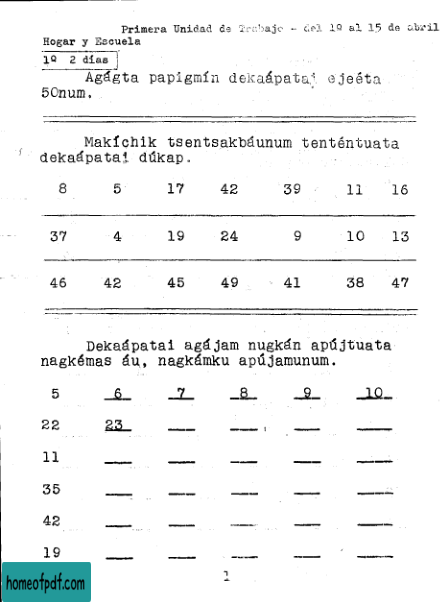 Primera Unidad de Trabajo - del 1º al 15 de abril
Hogar y Escuela
1º 2 días
Agágta papigmín dekaápatai ejeéta
50num.
Makíchik tsentsakbáunum tenténtuata
dekaápatai dúkap.
8 5 17 42 39 11 16
37 4 19 24 9 10 13
46 42 45 49 41 38 47
Dekaápatai agájam nugkán apújtuata
nagkémas áu, nagkámku apújamunum.
5 6 7 8 9 10
22 23
11
35
42
19
1
homeofpdf.com